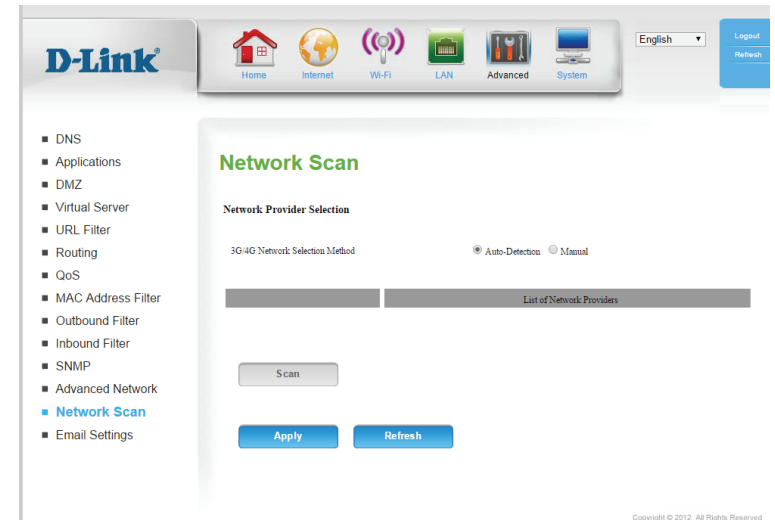 D-Link
Home Internet Wi-Fi LAN Advanced System
English
Logout
Refresh
DNS
Applications
DMZ
Virtual Server
URL Filter
Routing
QoS
MAC Address Filter
Outbound Filter
Inbound Filter
SNMP
Advanced Network
Network Scan
Email Settings
Network Scan
Network Provider Selection
3G/4G Network Selection Method Auto-Detection Manual
List of Network Providers
Scan
Apply Refresh
Copyright © 2012 All Rights Reserved